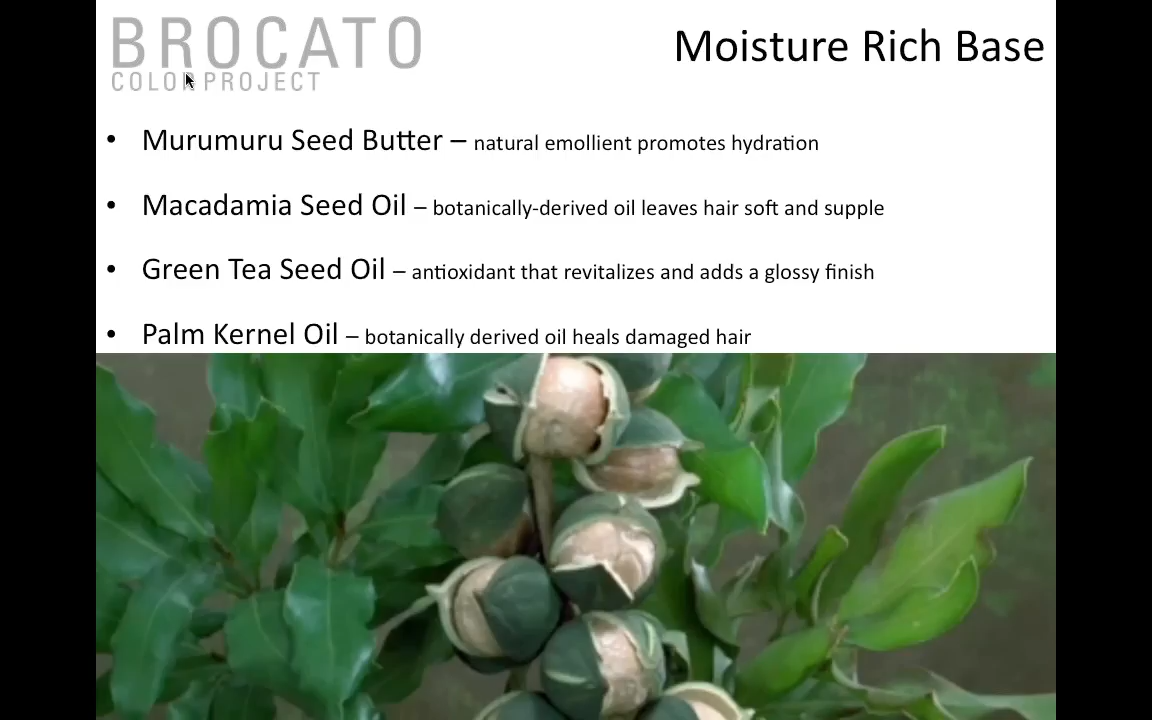 BROCATO
COLOR PROJECT
Moisture Rich Base
• Murumuru Seed Butter – natural emollient promotes hydration
• Macadamia Seed Oil – botanically-derived oil leaves hair soft and supple
• Green Tea Seed Oil – antioxidant that revitalizes and adds a glossy finish
• Palm Kernel Oil – botanically derived oil heals damaged hair